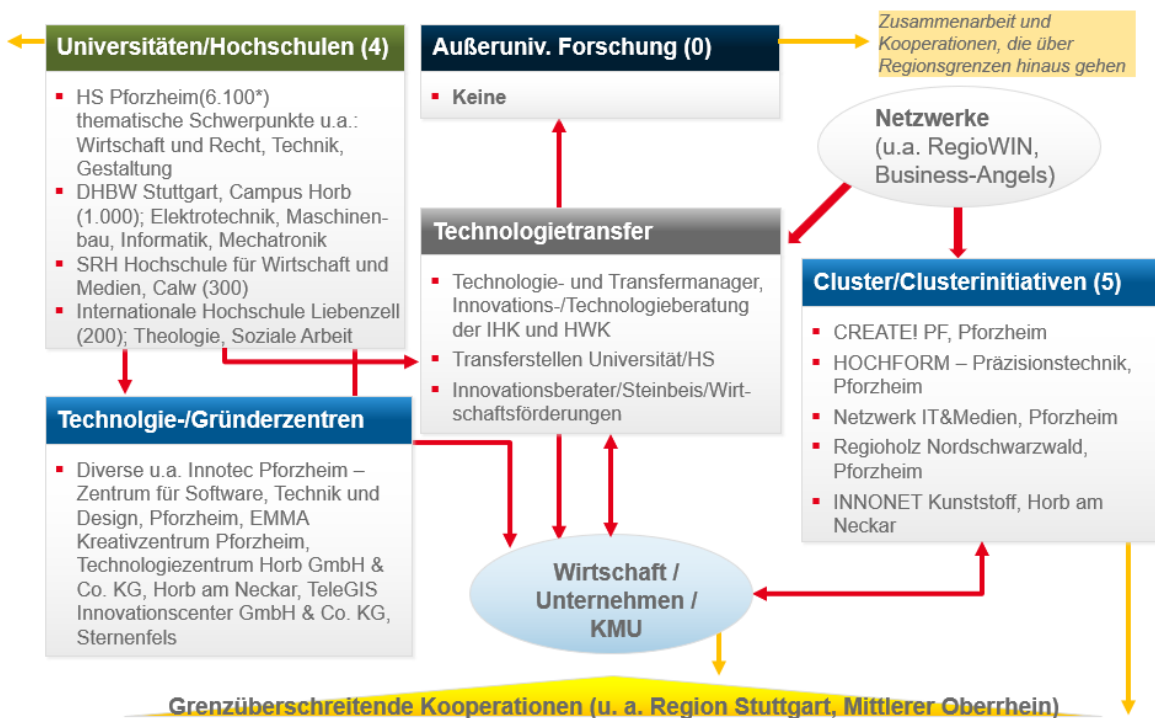 Universitäten/Hochschulen (4)
▪ HS Pforzheim(6.100*)
thematische Schwerpunkte u.a.:
Wirtschaft und Recht, Technik,
Gestaltung
▪ DHBW Stuttgart, Campus Horb
(1.000); Elektrotechnik, Maschinen-
bau, Informatik, Mechatronik
▪ SRH Hochschule für Wirtschaft und
Medien, Calw (300)
▪ Internationale Hochschule Liebenzell
(200); Theologie, Soziale Arbeit
Außeruniv. Forschung (0)
▪ Keine
Zusammenarbeit und
Kooperationen, die über
Regionsgrenzen hinaus gehen
Netzwerke
(u.a. RegioWIN,
Business-Angels)
Technologietransfer
▪ Technologie- und Transfermanager,
Innovations-/Technologieberatung
der IHK und HWK
▪ Transferstellen Universität/HS
▪ Innovationsberater/Steinbeis/Wirt-
schaftsförderungen
Cluster/Clusterinitiativen (5)
▪ CREATE! PF, Pforzheim
▪ HOCHFORM – Präzisionstechnik,
Pforzheim
▪ Netzwerk IT&Medien, Pforzheim
▪ Regioholz Nordschwarzwald,
Pforzheim
▪ INNONET Kunststoff, Horb am
Neckar
Technolgie-/Gründerzentren
▪ Diverse u.a. Innotec Pforzheim –
Zentrum für Software, Technik und
Design, Pforzheim, EMMA
Kreativzentrum Pforzheim,
Technologiezentrum Horb GmbH &
Co. KG, Horb am Neckar, TeleGIS
Innovationscenter GmbH & Co. KG,
Sternenfels
Wirtschaft /
Unternehmen /
KMU
Grenzüberschreitende Kooperationen (u. a. Region Stuttgart, Mittlerer Oberrhein)